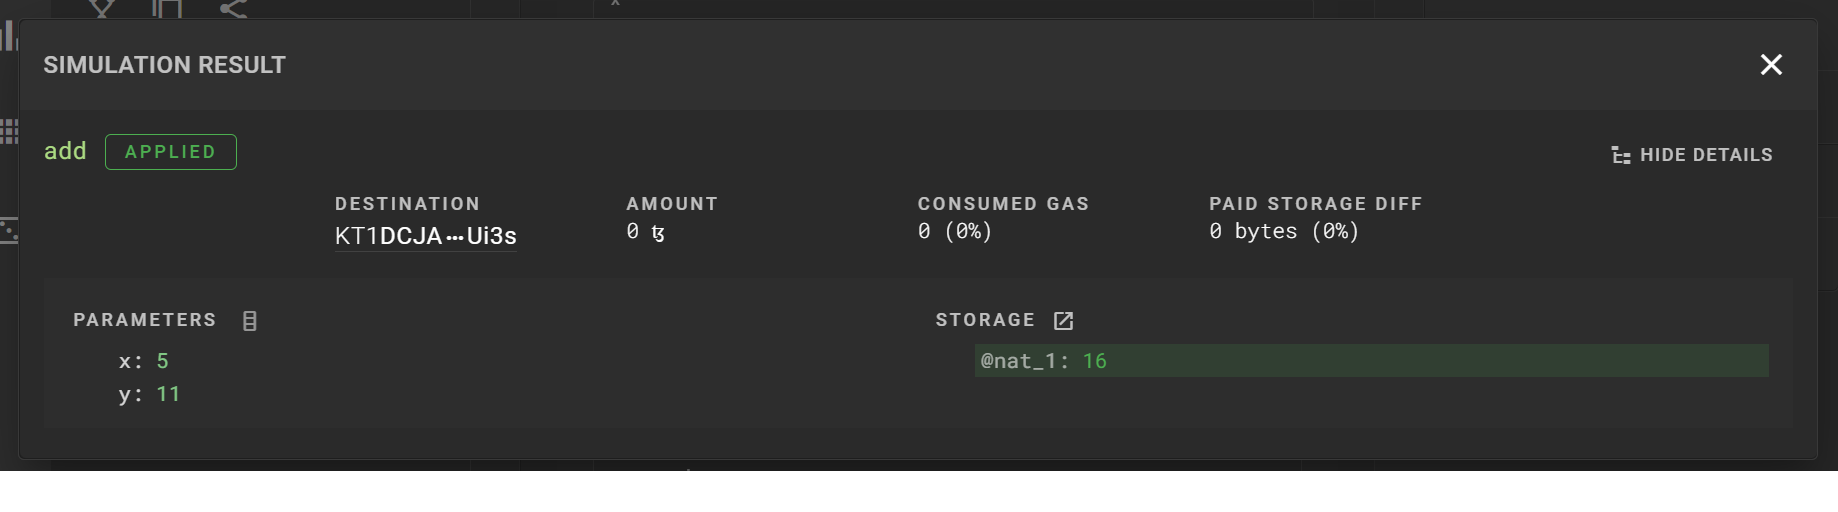 SIMULATION RESULT
add APPLIED
HIDE DETAILS
DESTINATION AMOUNT CONSUMED GAS PAID STORAGE DIFF
KT1DCJA···Ui3s 0 ꜩ 0 (0%) 0 bytes (0%)
PARAMETERS STORAGE
x: 5 @nat_1: 16
y: 11